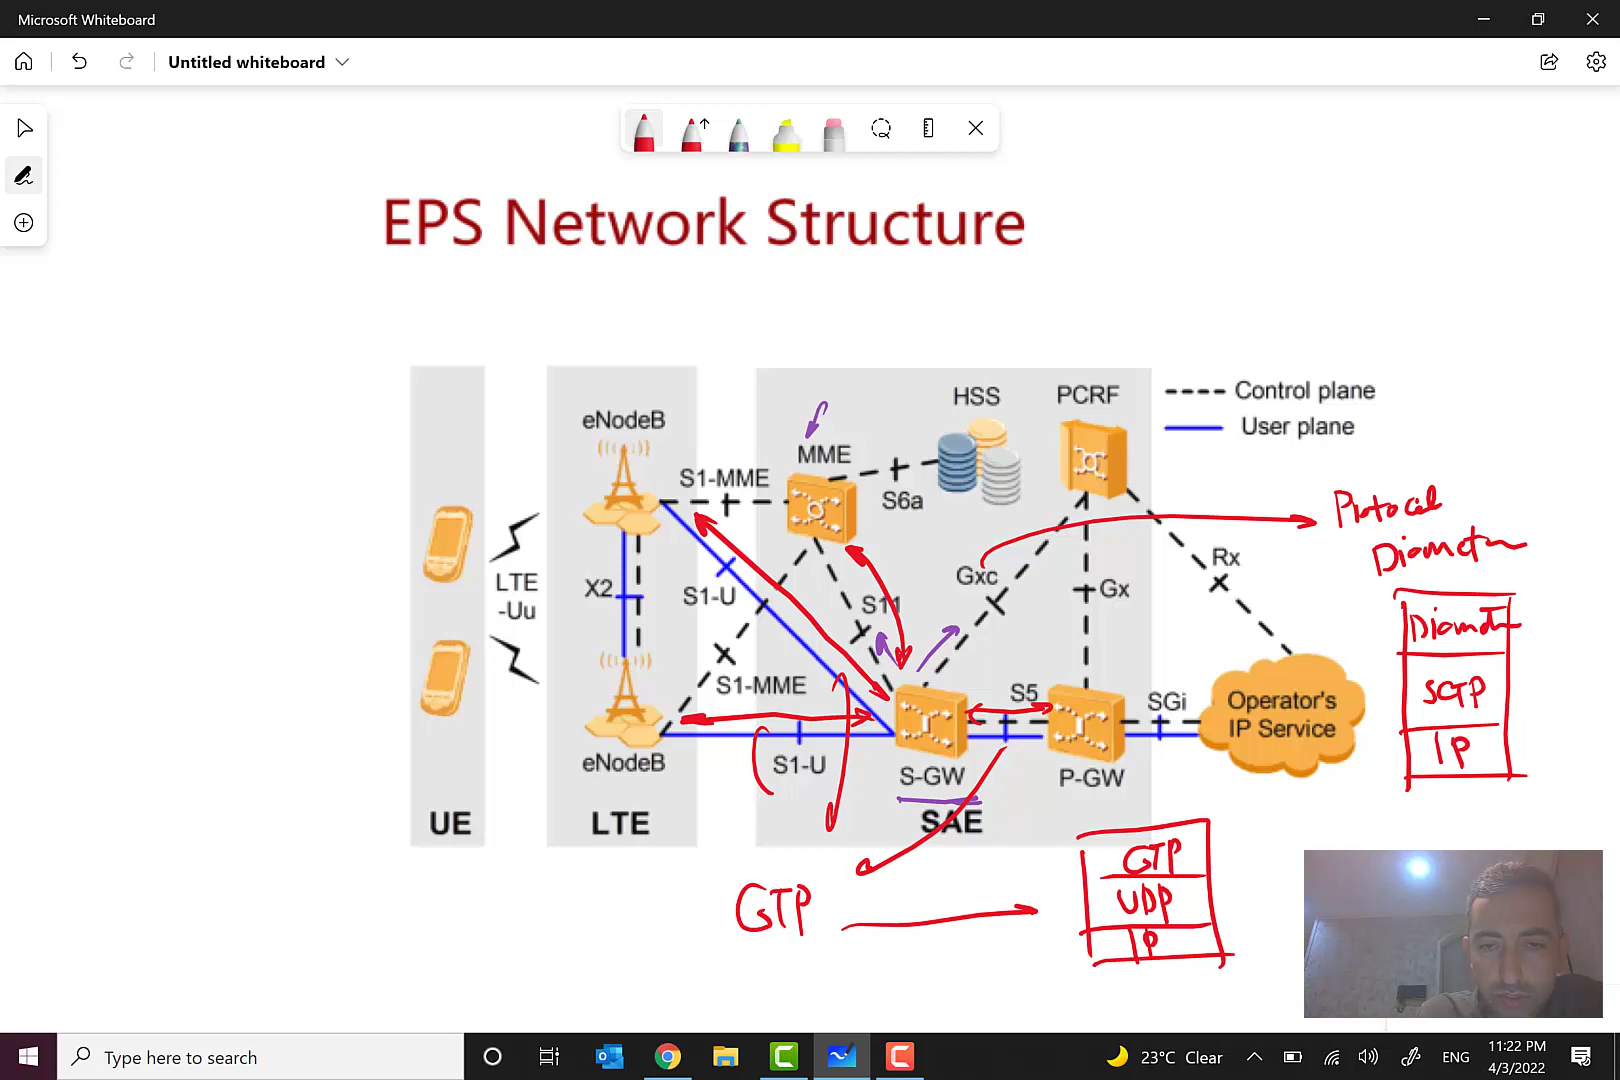 Microsoft Whiteboard
Untitled whiteboard
EPS Network Structure
HSS
PCRF
Control plane
User plane
eNodeB
MME
S1-MME
S6a
Protocol
Diameter
Gxc
Rx
LTE
-Uu
X2
S1-U
S11
Gx
Diameter
SCTP
IP
S1-MME
S5
SGi
Operator's
IP Service
eNodeB
S1-U
S-GW
P-GW
UE
LTE
SAE
GTP
GTP
UDP
IP
Type here to search
23°C Clear
ENG
11:22 PM
4/3/2022